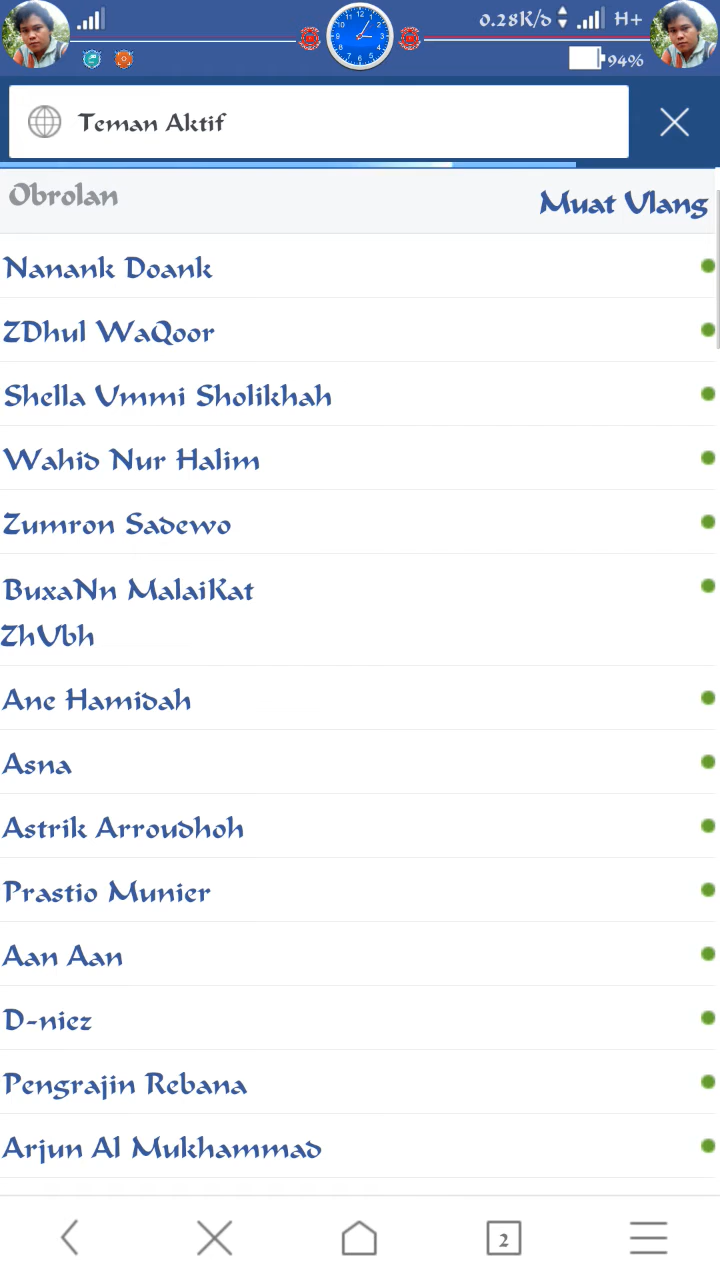 0.28K/d H+
94%
Teman Aktif
Obrolan
Muat Ulang
Nanank Doank
ZDhul WaQoor
Shella Ummi Sholikhah
Wahid Nur Halim
Zumron Sadewo
BuxaNn MalaiKat
ZhUbh
Ane Hamidah
Asna
Astrik Arroudhoh
Prastio Munier
Aan Aan
D-niez
Pengrajin Rebana
Arjun Al Mukhammad
2